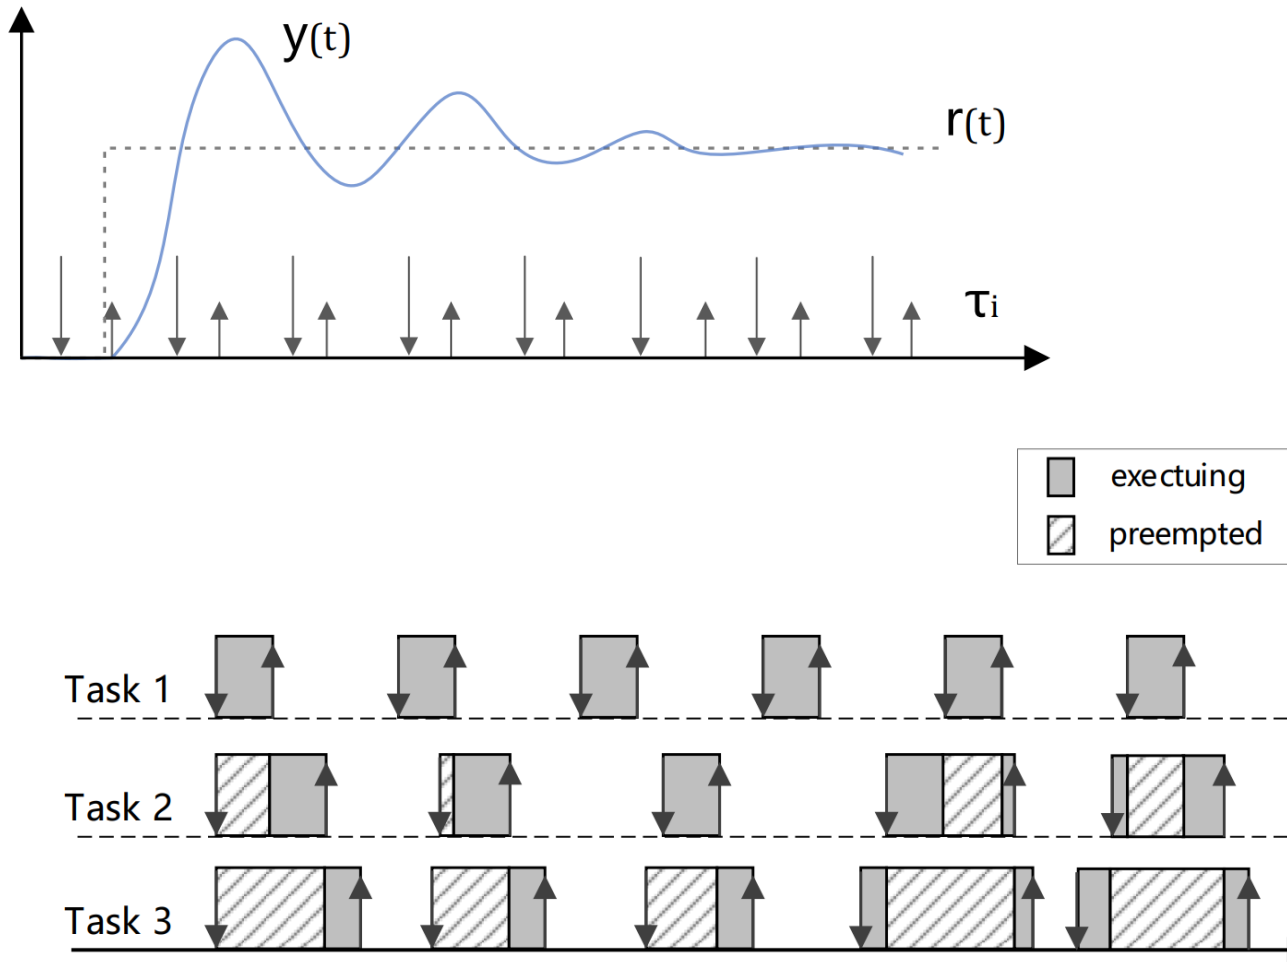 y(t)
r(t)
τi
exectuing
preempted
Task 1
Task 2
Task 3